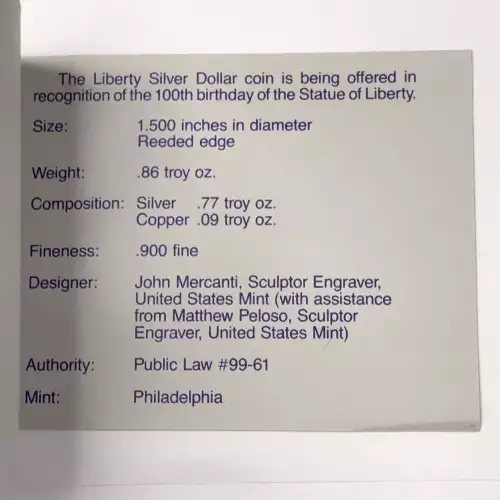 The Liberty Silver Dollar coin is being offered in
recognition of the 100th birthday of the Statue of Liberty.
Size: 1.500 inches in diameter
Reeded edge
Weight: .86 troy oz.
Composition: Silver .77 troy oz.
Copper .09 troy oz.
Fineness: .900 fine
Designer: John Mercanti, Sculptor Engraver,
United States Mint (with assistance
from Matthew Peloso, Sculptor
Engraver, United States Mint)
Authority: Public Law #99-61
Mint: Philadelphia